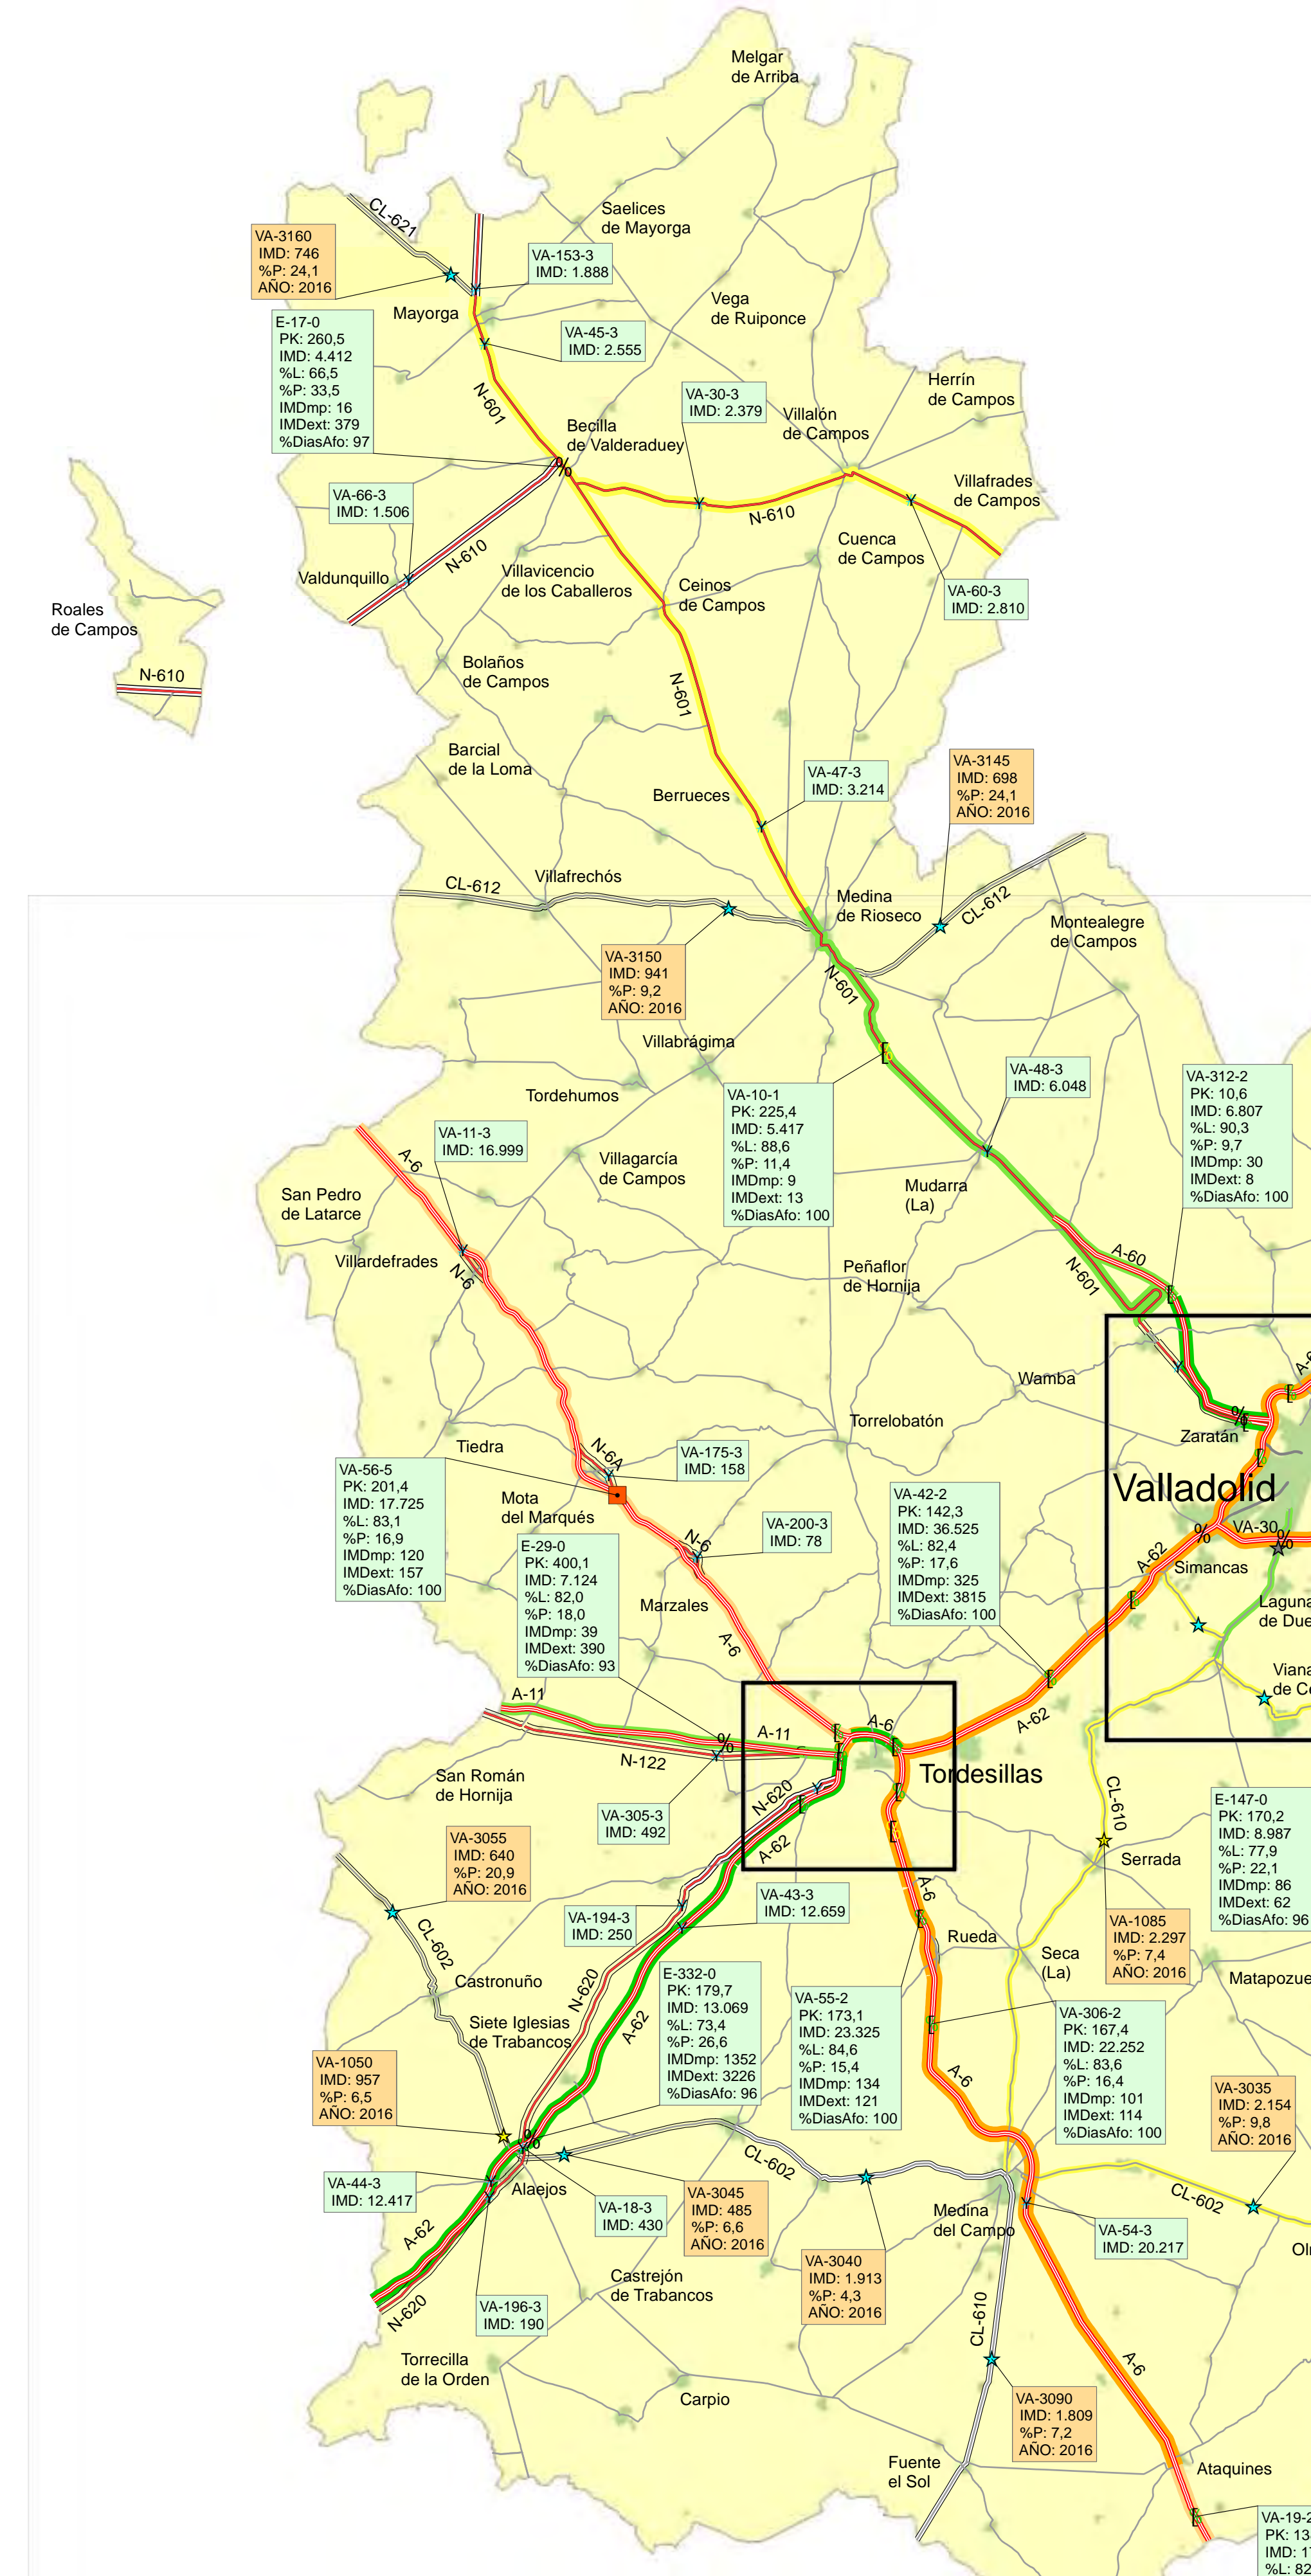 Melgar
de Arriba
CL-621
Saelices
de Mayorga
VA-3160
IMD: 746
%P: 24,1
AÑO: 2016
VA-153-3
IMD: 1.888
Mayorga
Vega
de Ruiponce
E-17-0
PK: 260,5
IMD: 4.412
%L: 66,5
%P: 33,5
IMDmp: 16
IMDext: 379
%DiasAfo: 97
VA-45-3
IMD: 2.555
N-601
VA-30-3
IMD: 2.379
Herrín
de Campos
Villalón
de Campos
Becilla
de Valderaduey
%
VA-66-3
IMD: 1.506
Villafrades
de Campos
N-610
N-610
Cuenca
de Campos
Valdunquillo
Villavicencio
de los Caballeros
Ceinos
de Campos
VA-60-3
IMD: 2.810
Roales
de Campos
N-610
Bolaños
de Campos
N-601
Barcial
de la Loma
Berrueces
VA-47-3
IMD: 3.214
VA-3145
IMD: 698
%P: 24,1
AÑO: 2016
Villafrechós
CL-612
Medina
de Rioseco
CL-612
Montealegre
de Campos
VA-3150
IMD: 941
%P: 9,2
AÑO: 2016
N-601
Villabrágima
Tordehumos
VA-10-1
PK: 225,4
IMD: 5.417
%L: 88,6
%P: 11,4
IMDmp: 9
IMDext: 13
%DiasAfo: 100
VA-48-3
IMD: 6.048
VA-312-2
PK: 10,6
IMD: 6.807
%L: 90,3
%P: 9,7
IMDmp: 30
IMDext: 8
%DiasAfo: 100
VA-11-3
IMD: 16.999
A-6
Villagarcía
de Campos
San Pedro
de Latarce
Mudarra
(La)
Villardefrades
N-6
Peñaflor
de Hornija
A-60
N-601
Wamba
A-6
Torrelobatón
%
Zaratán
Tiedra
N-6A
VA-175-3
IMD: 158
VA-56-5
PK: 201,4
IMD: 17.725
%L: 83,1
%P: 16,9
IMDmp: 120
IMDext: 157
%DiasAfo: 100
Mota
del Marqués
Valladolid
VA-42-2
PK: 142,3
IMD: 36.525
%L: 82,4
%P: 17,6
IMDmp: 325
IMDext: 3815
%DiasAfo: 100
VA-200-3
IMD: 78
N-6
%
VA-30
%
E-29-0
PK: 400,1
IMD: 7.124
%L: 82,0
%P: 18,0
IMDmp: 39
IMDext: 390
%DiasAfo: 93
A-62
Simancas
Marzales
Laguna
de Due
A-6
Viana
de Ce
A-11
A-11
A-6
A-62
%
N-122
San Román
de Hornija
Tordesillas
N-620
CL-610
VA-305-3
IMD: 492
A-62
E-147-0
PK: 170,2
IMD: 8.987
%L: 77,9
%P: 22,1
IMDmp: 86
IMDext: 62
%DiasAfo: 96
VA-3055
IMD: 640
%P: 20,9
AÑO: 2016
Serrada
VA-43-3
IMD: 12.659
A-6
VA-194-3
IMD: 250
CL-602
Rueda
VA-1085
IMD: 2.297
%P: 7,4
AÑO: 2016
Seca
(La)
Castronuño
N-620
Matapozue
E-332-0
PK: 179,7
IMD: 13.069
%L: 73,4
%P: 26,6
IMDmp: 1352
IMDext: 3226
%DiasAfo: 96
VA-55-2
PK: 173,1
IMD: 23.325
%L: 84,6
%P: 15,4
IMDmp: 134
IMDext: 121
%DiasAfo: 100
VA-306-2
PK: 167,4
IMD: 22.252
%L: 83,6
%P: 16,4
IMDmp: 101
IMDext: 114
%DiasAfo: 100
Siete Iglesias
de Trabancos
A-62
VA-1050
IMD: 957
%P: 6,5
AÑO: 2016
A-6
VA-3035
IMD: 2.154
%P: 9,8
AÑO: 2016
%
CL-602
Alaejos
VA-44-3
IMD: 12.417
VA-18-3
IMD: 430
VA-3045
IMD: 485
%P: 6,6
AÑO: 2016
CL-602
Medina
del Campo
A-62
VA-54-3
IMD: 20.217
VA-3040
IMD: 1.913
%P: 4,3
AÑO: 2016
Castrejón
de Trabancos
N-620
VA-196-3
IMD: 190
CL-610
Torrecilla
de la Orden
A-6
Carpio
VA-3090
IMD: 1.809
%P: 7,2
AÑO: 2016
Fuente
el Sol
Ataquines
VA-19-2
PK: 13
IMD: 1
%L: 82